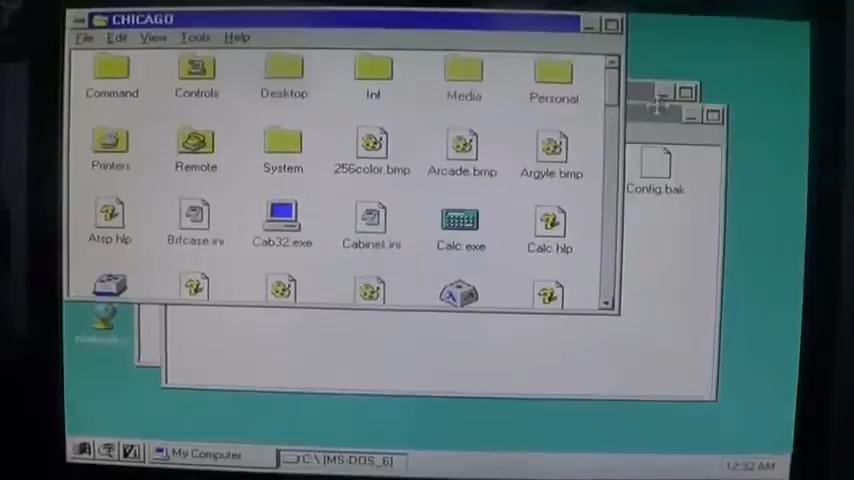 CHICAGO
File Edit View Tools Help
Command Controls Desktop Inf Media Personal
Printers Remote System 256color.bmp Arcade.bmp Argyle.bmp
Config.bak
Atsp.hlp Brfcase.ini Cab32.exe Cabinet.ini Calc.exe Calc.hlp
My Computer C:\ [MS-DOS_6] 12:32 AM